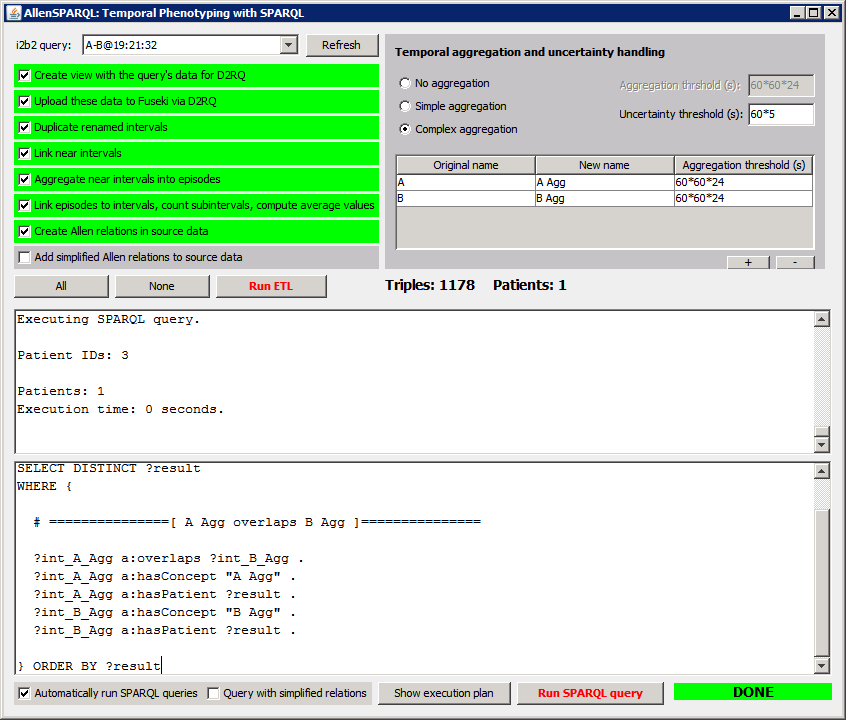 AllenSPARQL: Temporal Phenotyping with SPARQL
i2b2 query: A-B@19:21:32 Refresh
Create view with the query's data for D2RQ
Upload these data to Fuseki via D2RQ
Duplicate renamed intervals
Link near intervals
Aggregate near intervals into episodes
Link episodes to intervals, count subintervals, compute average values
Create Allen relations in source data
Add simplified Allen relations to source data
All None Run ETL
Temporal aggregation and uncertainty handling
No aggregation
Simple aggregation
Complex aggregation
Aggregation thrshold (s): 60*60*24
Uncertainty threshold (s): 60*5
Original name New name Aggregation threshold (s)
A A Agg 60*60*24
B B Agg 60*60*24
+ -
Triples: 1178 Patients: 1
Executing SPARQL query.
Patient IDs: 3
Patients: 1
Execution time: 0 seconds.
SELECT DISTINCT ?result
WHERE {
# ===============[ A Agg overlaps B Agg ]===============
?int_A_Agg a:overlaps ?int_B_Agg .
?int_A_Agg a:hasConcept "A Agg" .
?int_A_Agg a:hasPatient ?result .
?int_B_Agg a:hasConcept "B Agg" .
?int_B_Agg a:hasPatient ?result .
} ORDER BY ?result
Automatically run SPARQL queries Query with simplified relations Show execution plan Run SPARQL query DONE